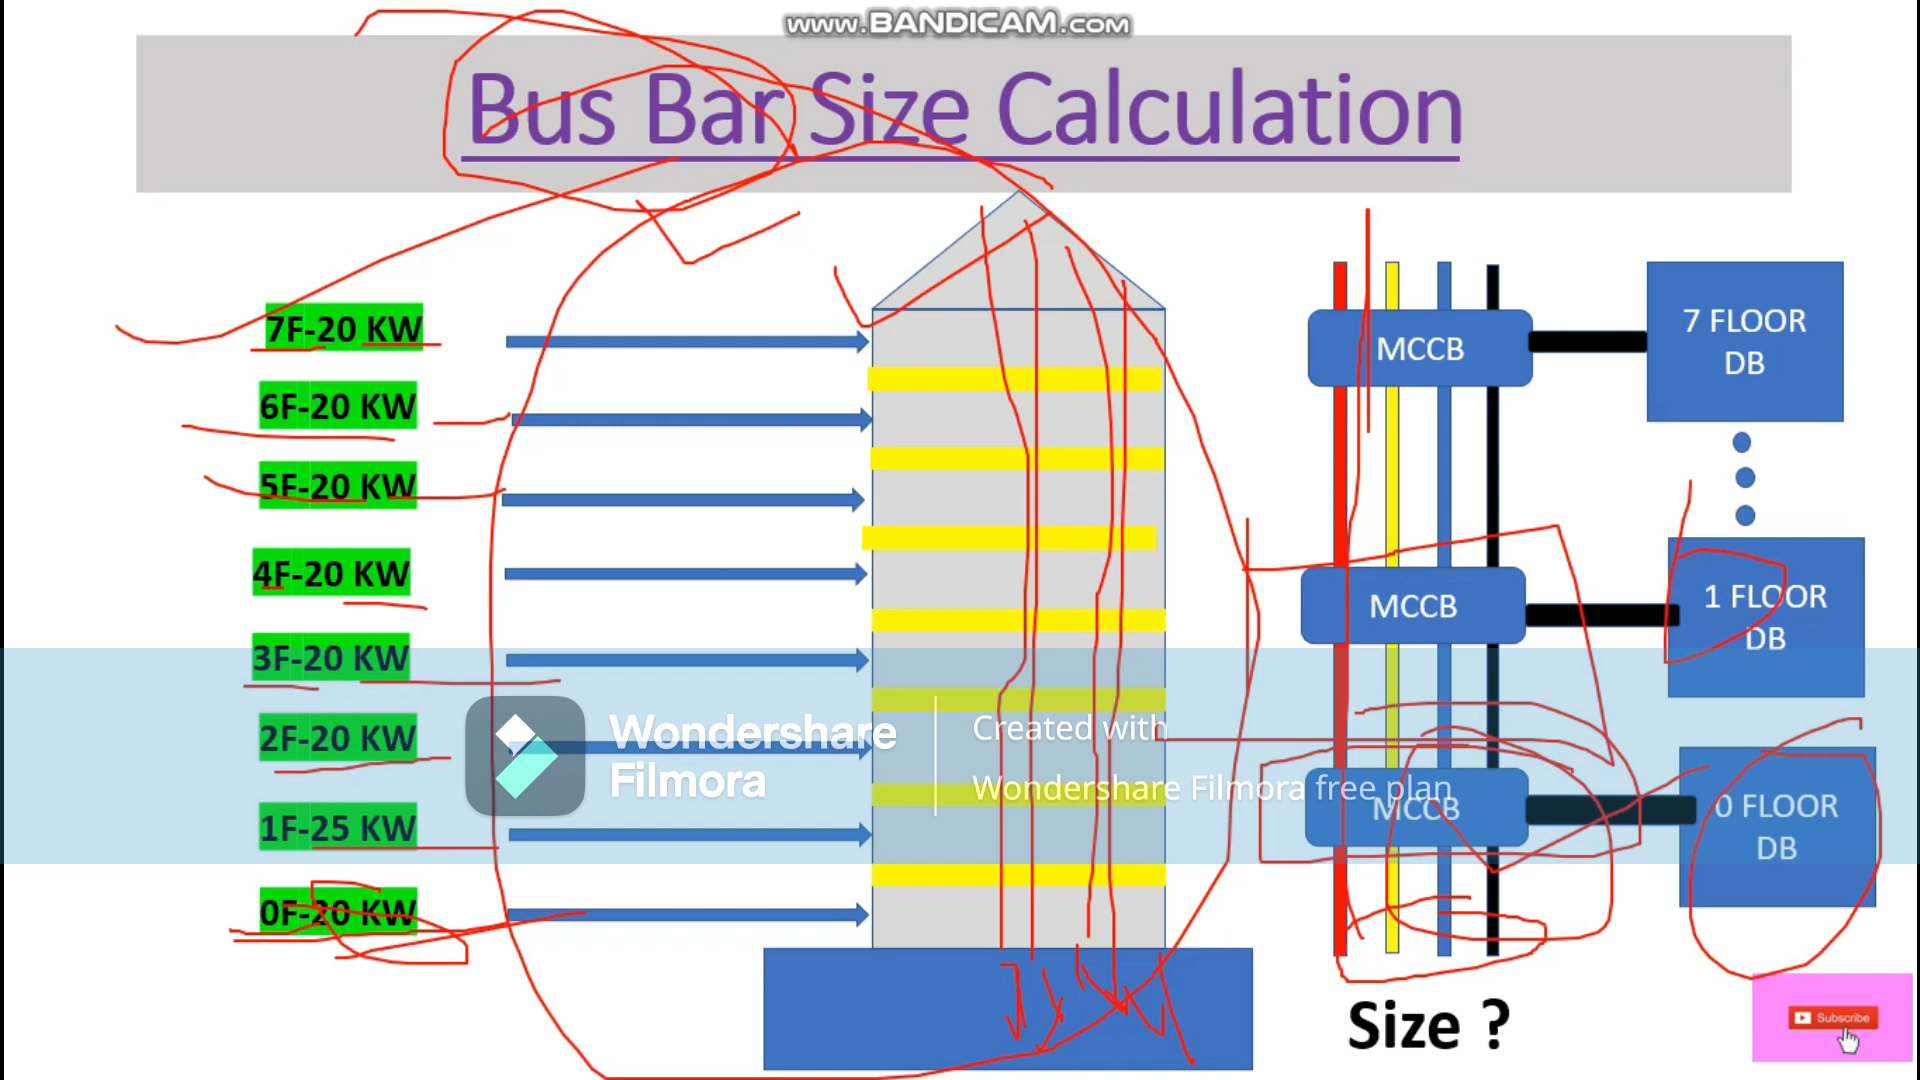 www.BANDICAM.com
Bus Bar Size Calculation
7F-20 KW
6F-20 KW
5F-20 KW
4F-20 KW
3F-20 KW
2F-20 KW
1F-25 KW
0F-20 KW
MCCB
7 FLOOR
DB
MCCB
1 FLOOR
DB
MCCB
0 FLOOR
DB
Wondershare
Filmora
Created with
Wondershare Filmora free plan
Size ?
Subscribe